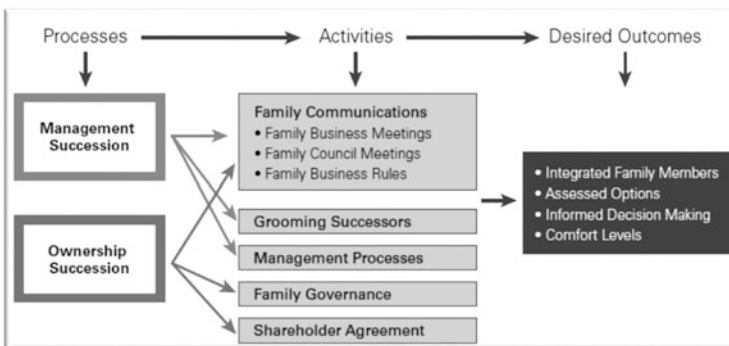 Processes
Activities
Desired Outcomes
Management
Succession
Ownership
Succession
Family Communications
• Family Business Meetings
• Family Council Meetings
• Family Business Rules
Grooming Successors
Management Processes
Family Governance
Shareholder Agreement
• Integrated Family Members
• Assessed Options
• Informed Decision Making
• Comfort Levels